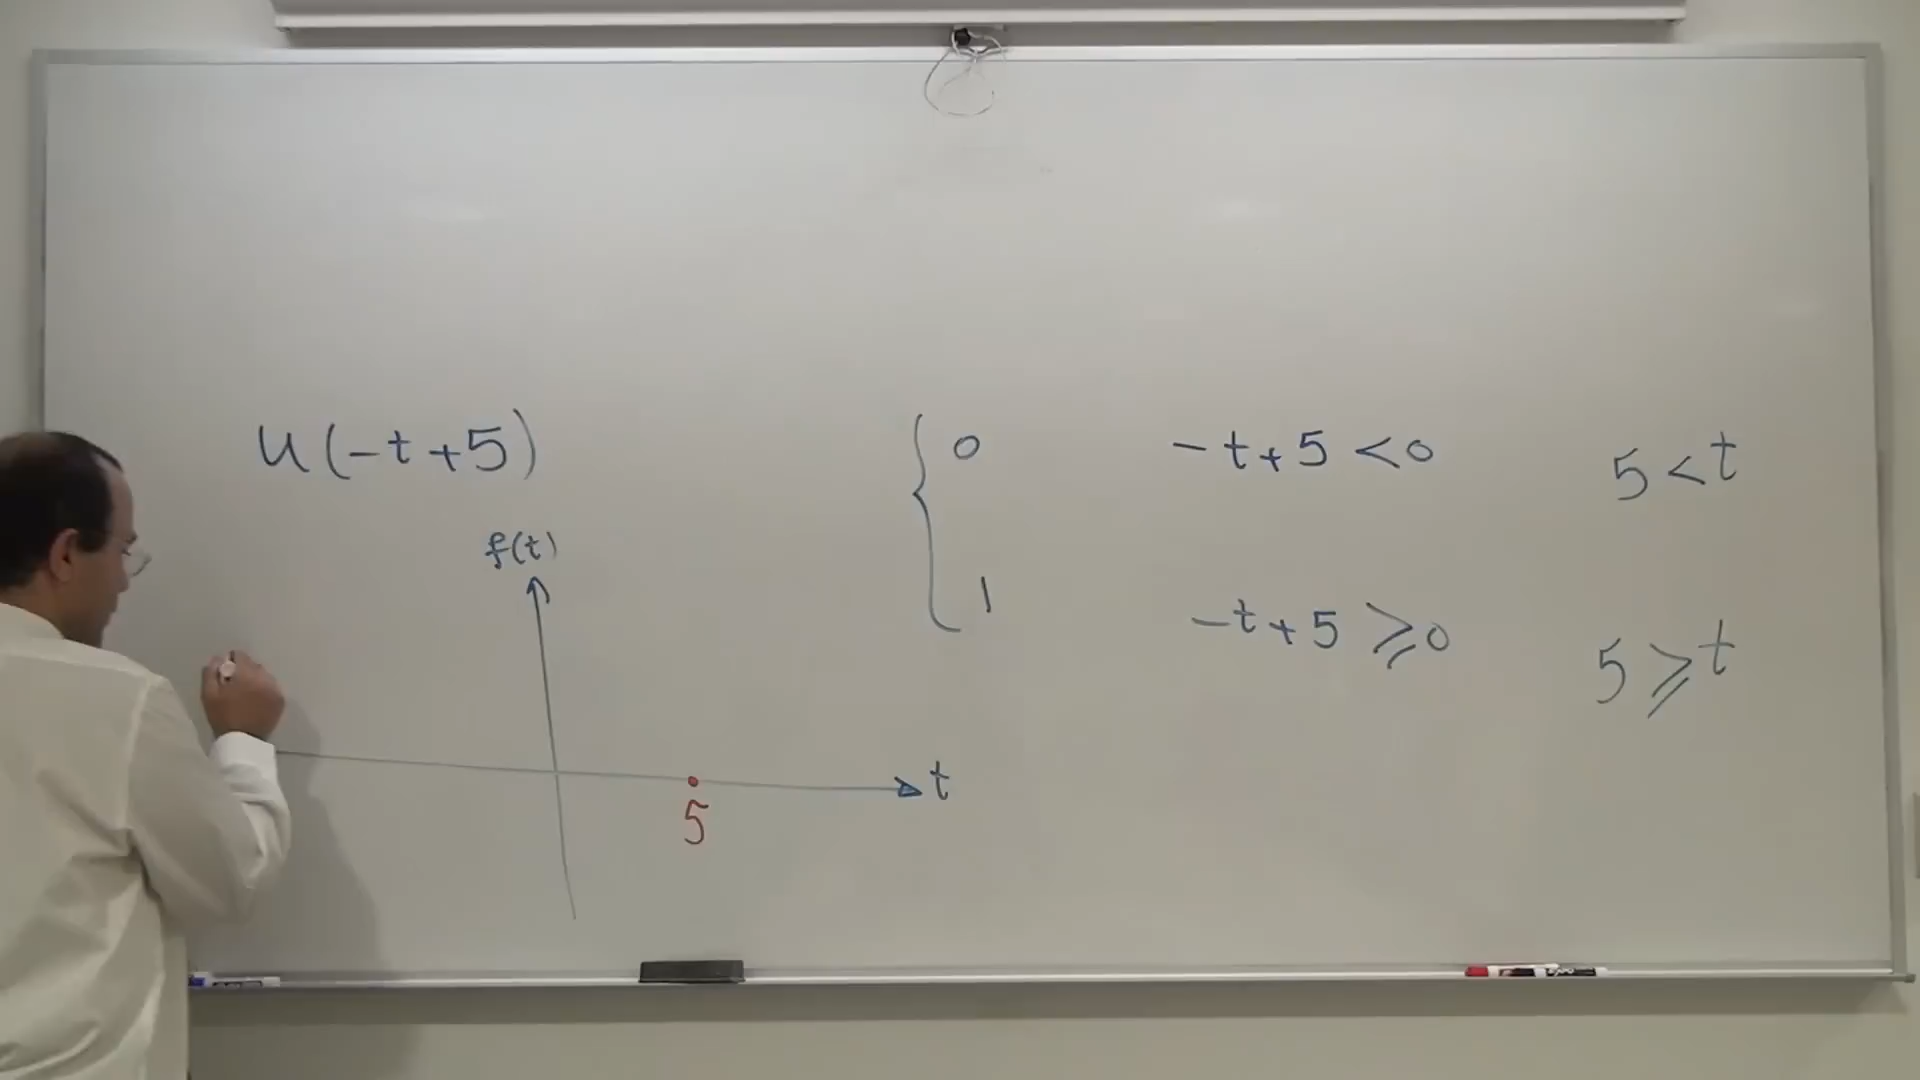 u(-t+5)
0 -t+5 <0 5 < t
1 -t+5 ⩾0 5 ⩾ t
f(t)
t
5